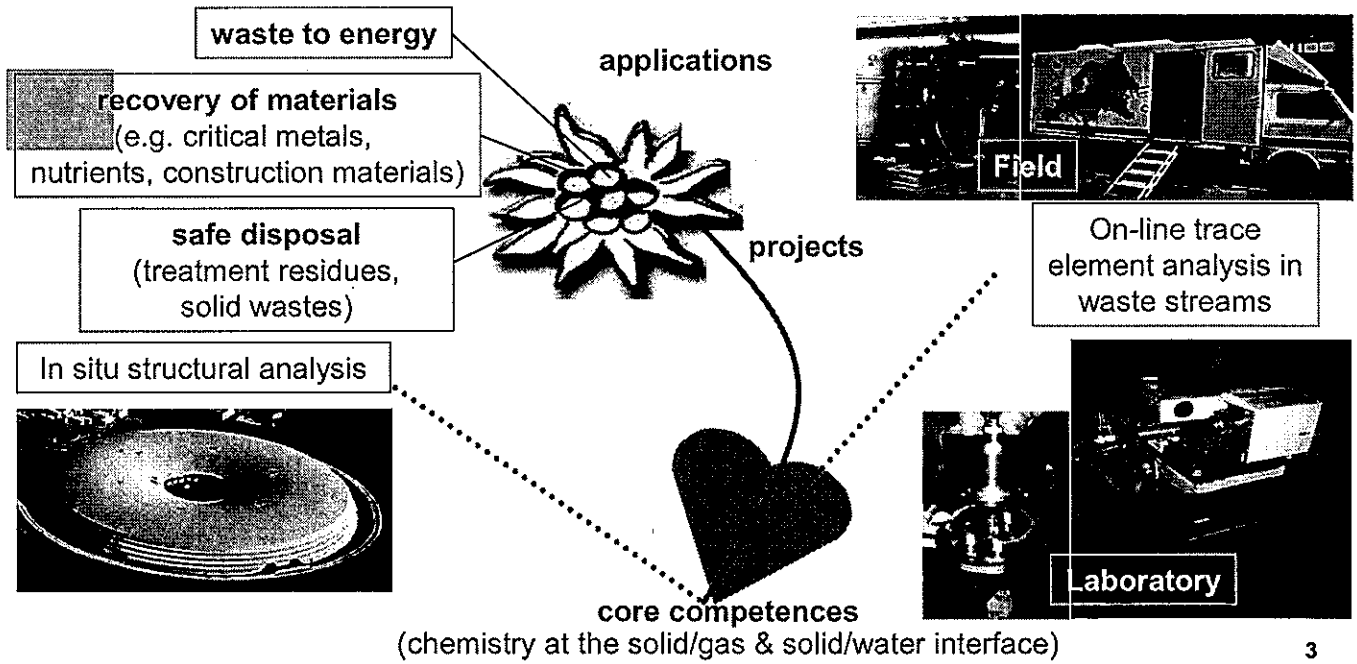 waste to energy
applications
recovery of materials
(e.g. critical metals,
nutrients, construction materials)
safe disposal
(treatment residues,
solid wastes)
projects
Field
On-line trace
element analysis in
waste streams
In situ structural analysis
Laboratory
core competences
(chemistry at the solid/gas & solid/water interface)
3